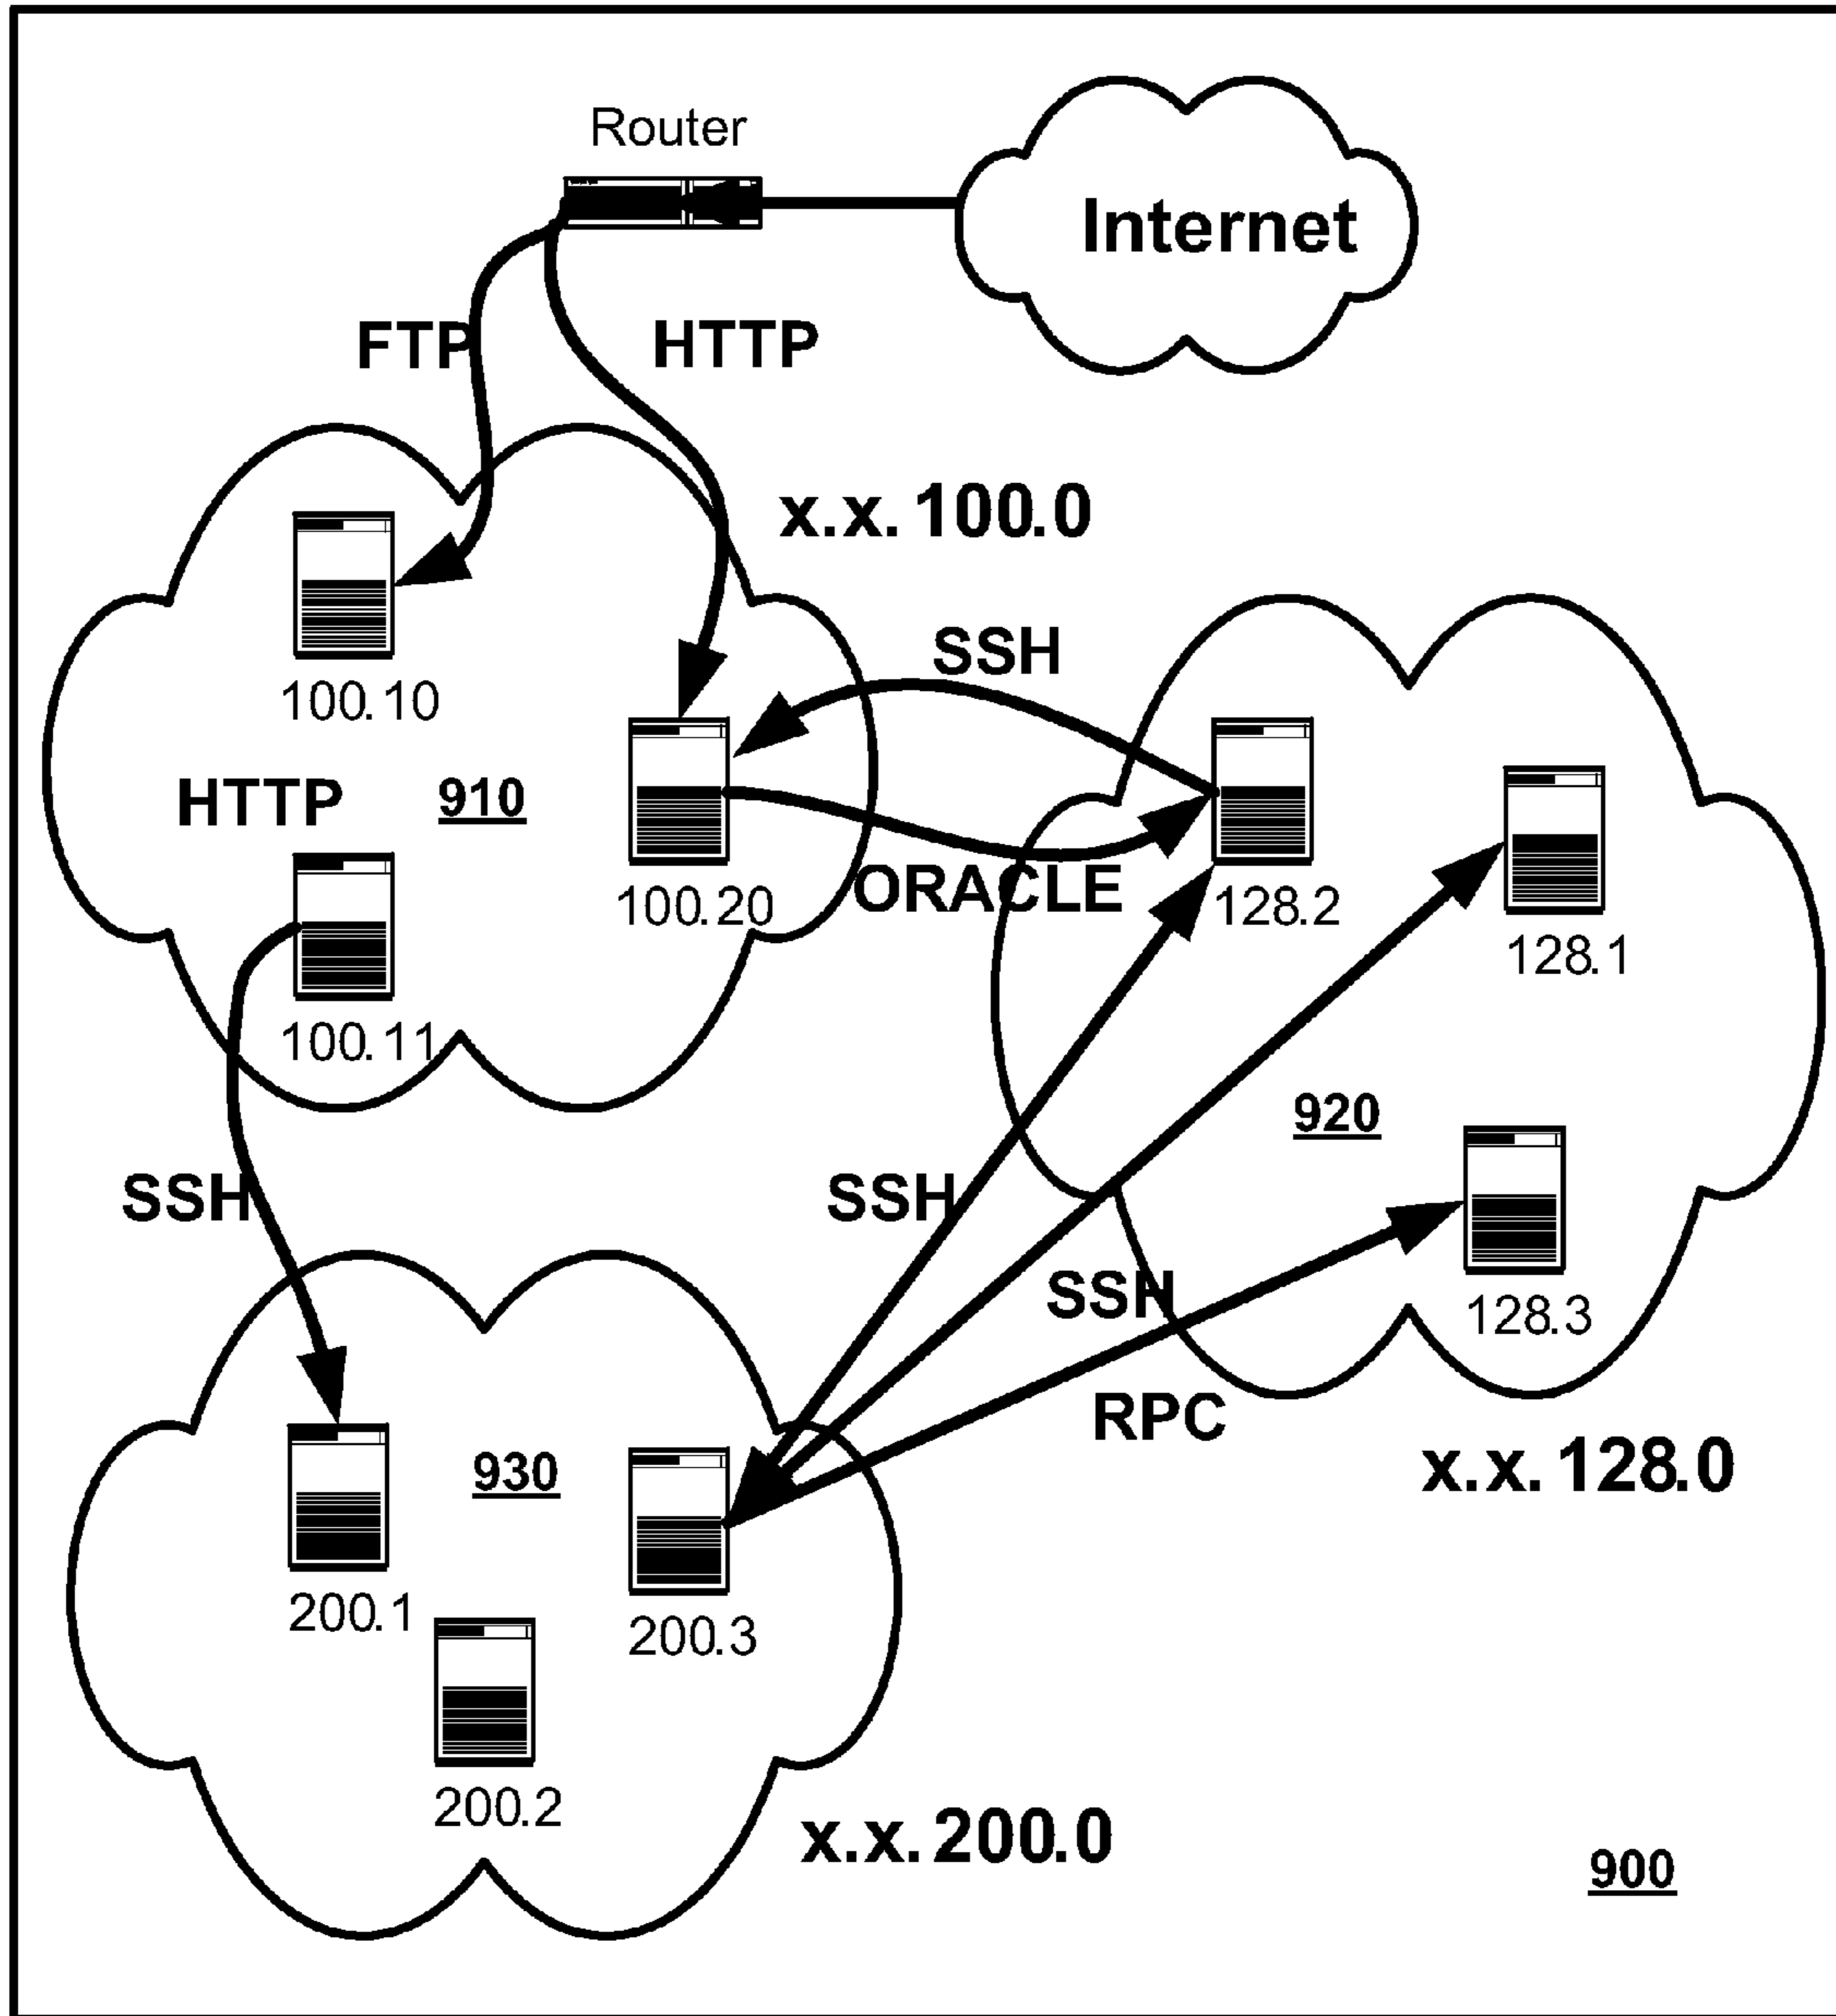 Router
Internet
FTP
HTTP
x.x.100.0
100.10
SSH
HTTP
910
100.20
ORACLE
128.2
128.1
100.11
920
SSH
SSH
SSH
128.3
RPC
x.x.128.0
930
200.1
200.3
200.2
x.x.200.0
900